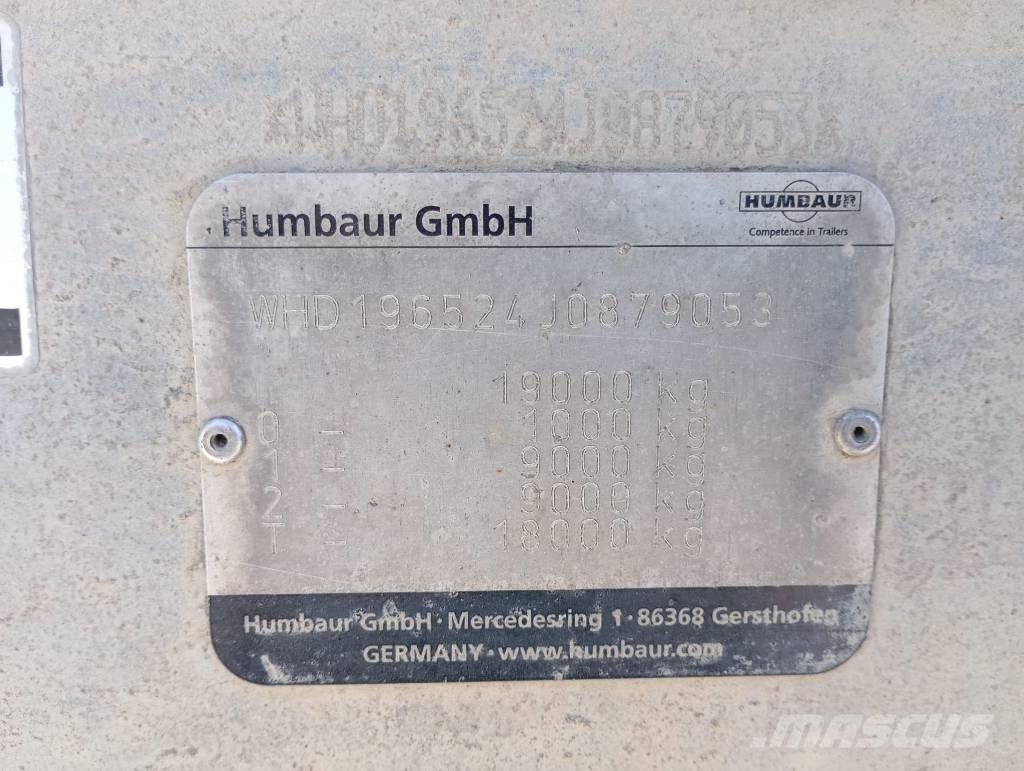 *WHD196524J0879053*
Humbaur GmbH
HUMBAUR
Competence in Trailers
WHD196524J0879053
19000 kg
0 - 1000 kg
1 - 9000 kg
2 - 9000 kg
T - 18000 kg
Humbaur GmbH · Mercedesring 1 · 86368 Gersthofen
GERMANY · www.humbaur.com
MASCUS